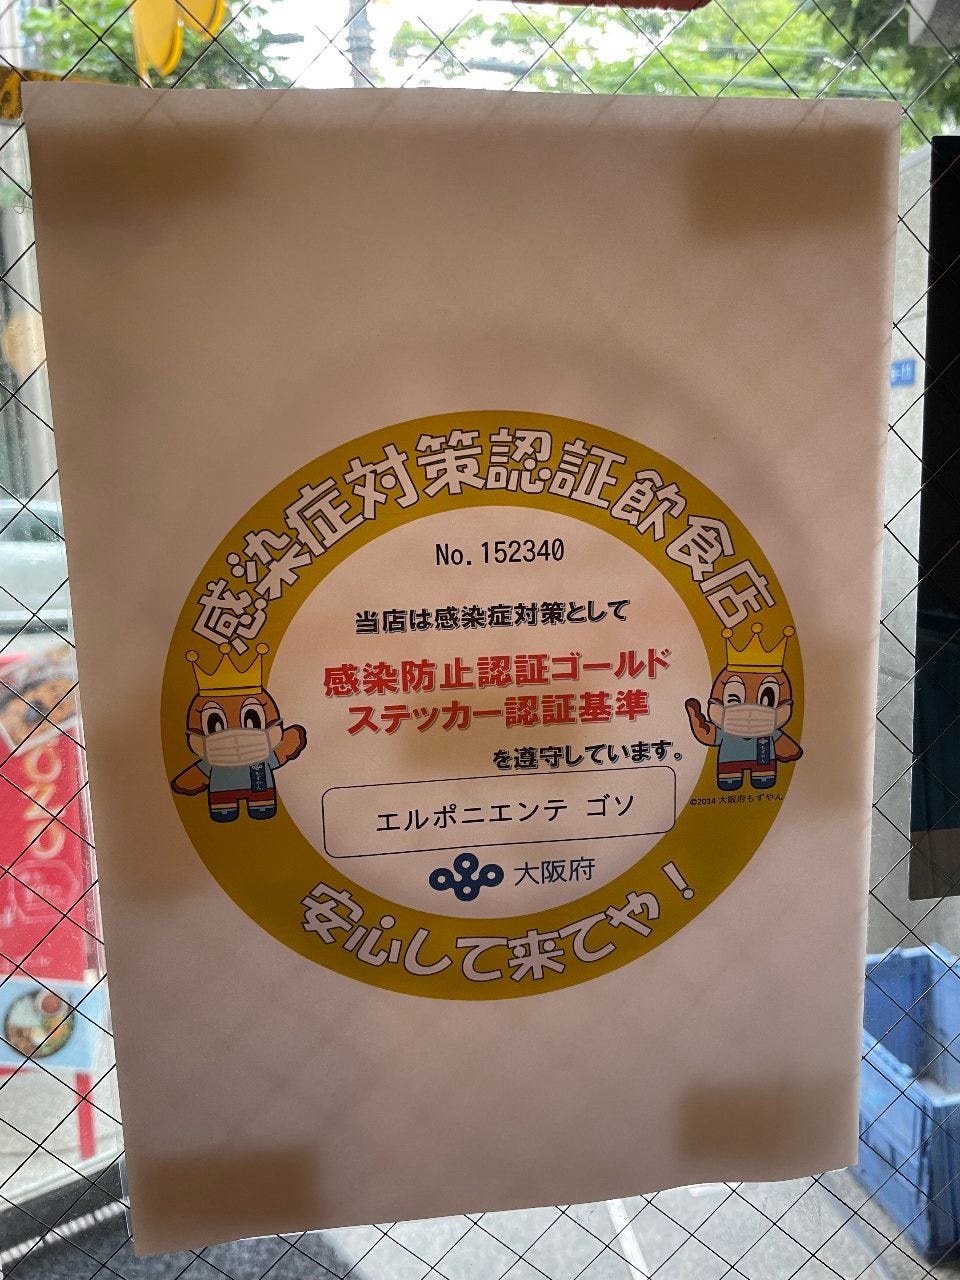 感染症対策認証飲食店
No. 152340
当店は感染症対策として
感染防止認証ゴールド
ステッカー認証基準
を遵守しています。
©2014 大阪府もずやん
エルポニエンテ ゴソ
大阪府
安心して来てや!